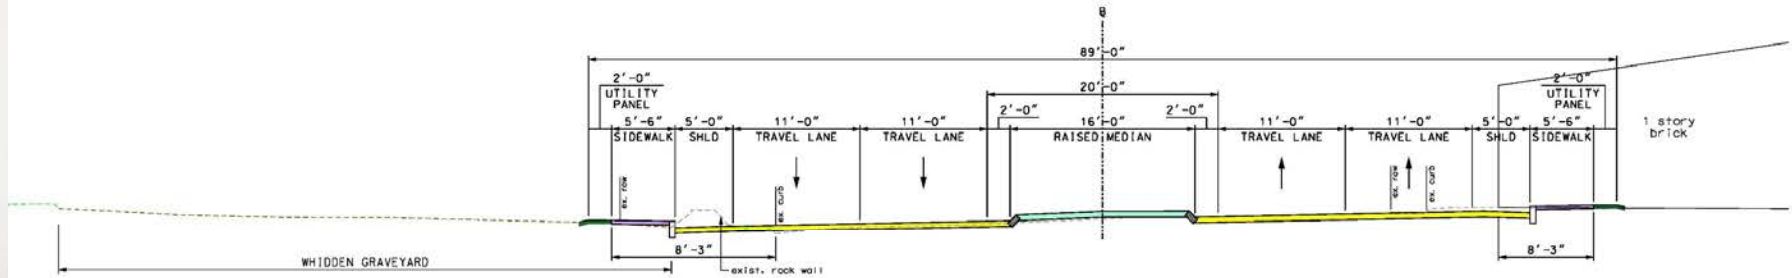 ℄
89'-0"
2'-0"
UTILITY
PANEL
20'-0"
2'-0"
UTILITY
PANEL
2'-0"
2'-0"
5'-6"
SIDEWALK
5'-0"
SHLD
11'-0"
TRAVEL LANE
11'-0"
TRAVEL LANE
16'-0"
RAISED MEDIAN
11'-0"
TRAVEL LANE
11'-0"
TRAVEL LANE
5'-0"
SHLD
5'-6"
SIDEWALK
1 story
brick
ex. row
ex. curb
ex. row
ex. curb
8'-3"
8'-3"
WHIDDEN GRAVEYARD
exist. rock wall